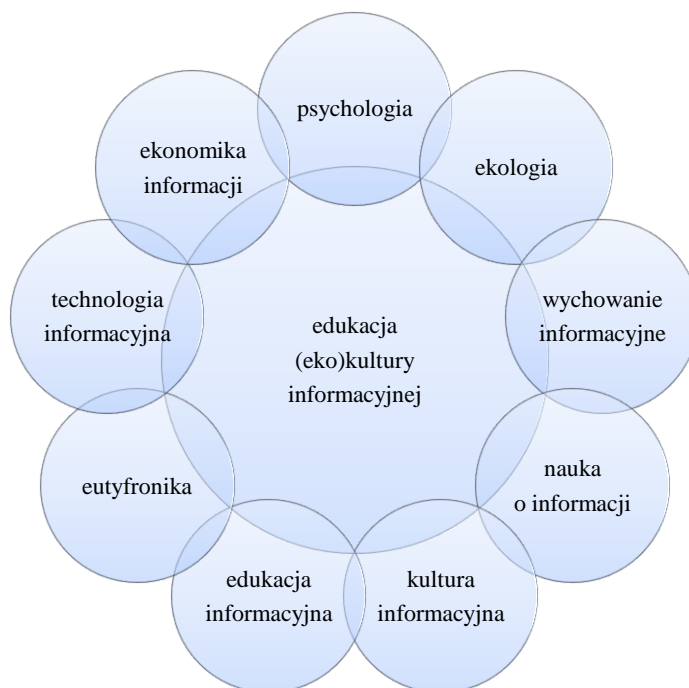 psychologia
ekonomika
informacji
ekologia
technologia
informacyjna
wychowanie
informacyjne
edukacja
(eko)kultury
informacyjnej
eutyfronika
nauka
o informacji
edukacja
informacyjna
kultura
informacyjna